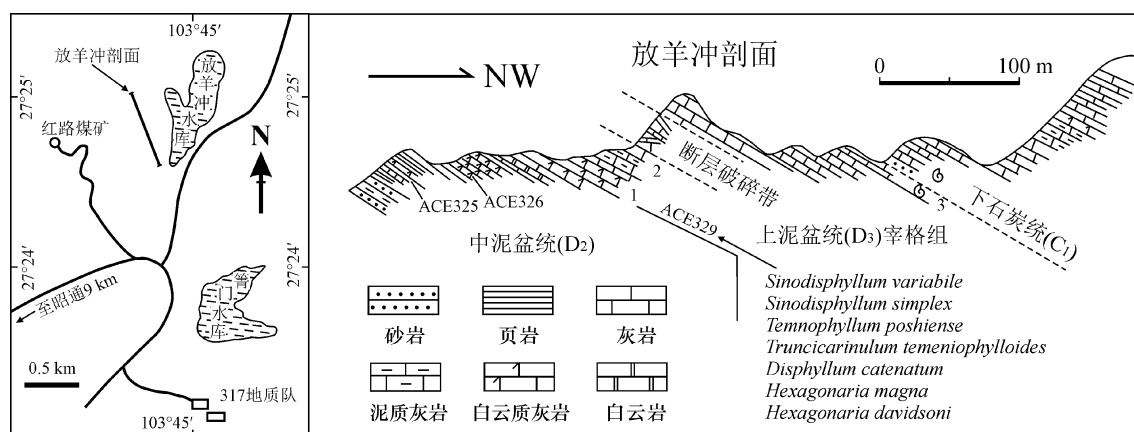 103°45′
放羊冲剖面
放羊冲水库
27°25′
27°25′
红路煤矿
N
27°24′
27°24′
至昭通9 km
箐门水库
0.5 km
317地质队
103°45′
放羊冲剖面
NW
0 100 m
断层破碎带
ACE325
ACE326
1
2
ACE329
3
下石炭统(C1)
中泥盆统(D2)
上泥盆统(D3)宰格组
砂岩
页岩
灰岩
泥质灰岩
白云质灰岩
白云岩
Sinodisphyllum variabile
Sinodisphyllum simplex
Temnophyllum poshiense
Truncicarinulum temeniophylloides
Disphyllum catenatum
Hexagonaria magna
Hexagonaria davidsoni